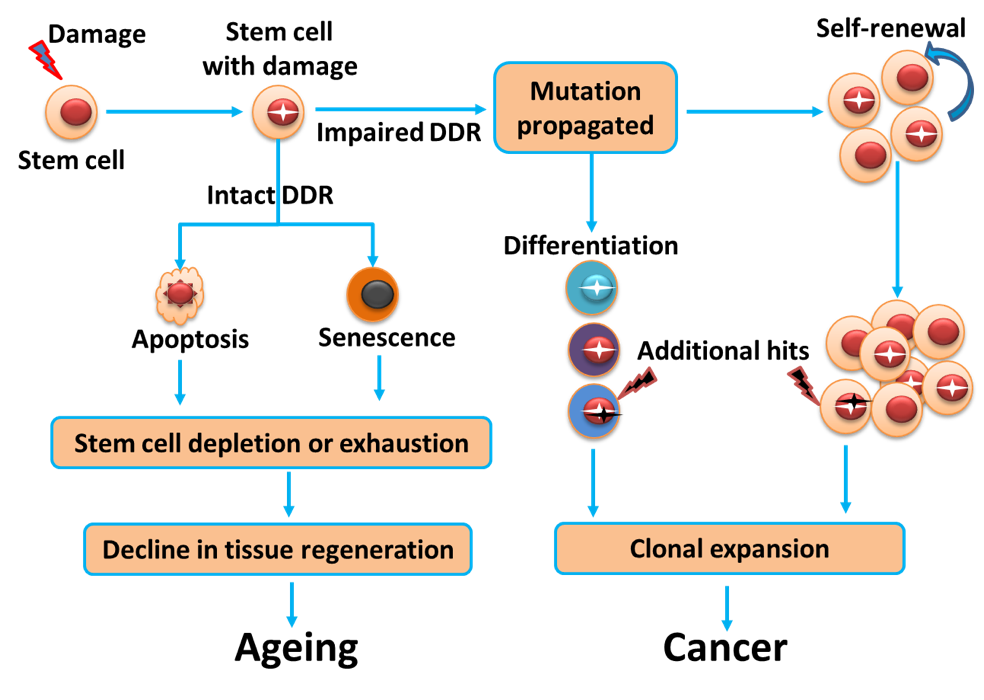 Damage
Stem cell
with damage
Self-renewal
Stem cell
Impaired DDR
Mutation
propagated
Intact DDR
Differentiation
Apoptosis
Senescence
Additional hits
Stem cell depletion or exhaustion
Decline in tissue regeneration
Clonal expansion
Ageing
Cancer